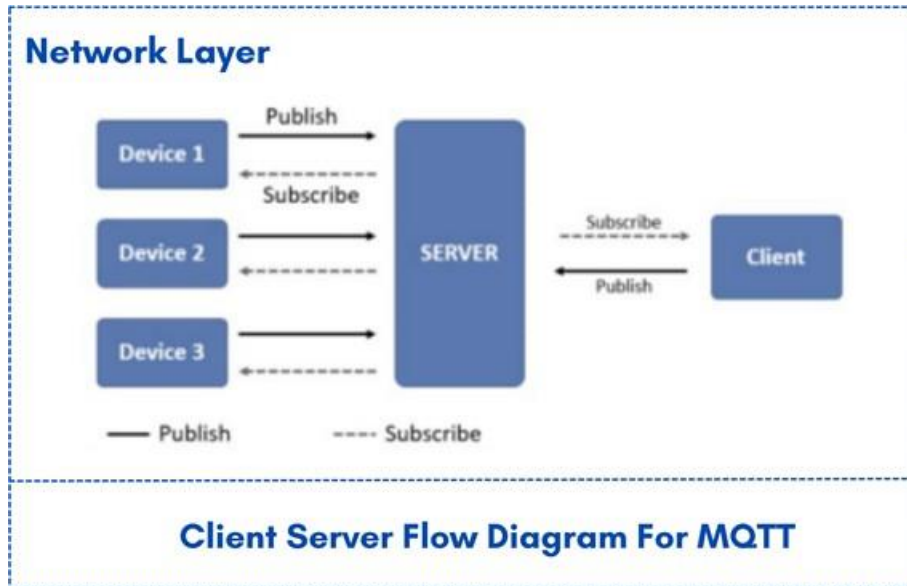 Network Layer
Publish
Device 1
Subscribe
Device 2
SERVER
Subscribe
Client
Publish
Device 3
Publish
Subscribe
Client Server Flow Diagram For MQTT